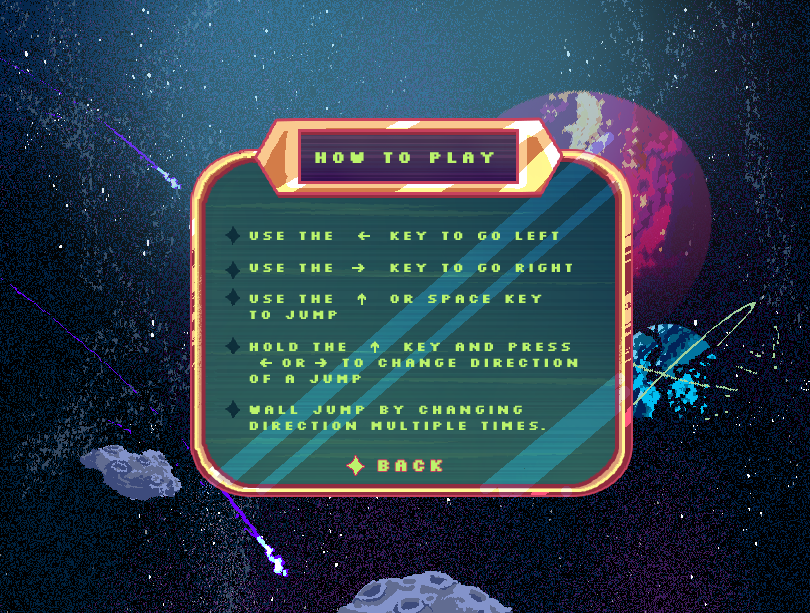 HOW TO PLAY
USE THE ← KEY TO GO LEFT
USE THE → KEY TO GO RIGHT
USE THE ↑ OR SPACE KEY
TO JUMP
HOLD THE ↑ KEY AND PRESS
← OR → TO CHANGE DIRECTION
OF A JUMP
WALL JUMP BY CHANGING
DIRECTION MULTIPLE TIMES.
BACK